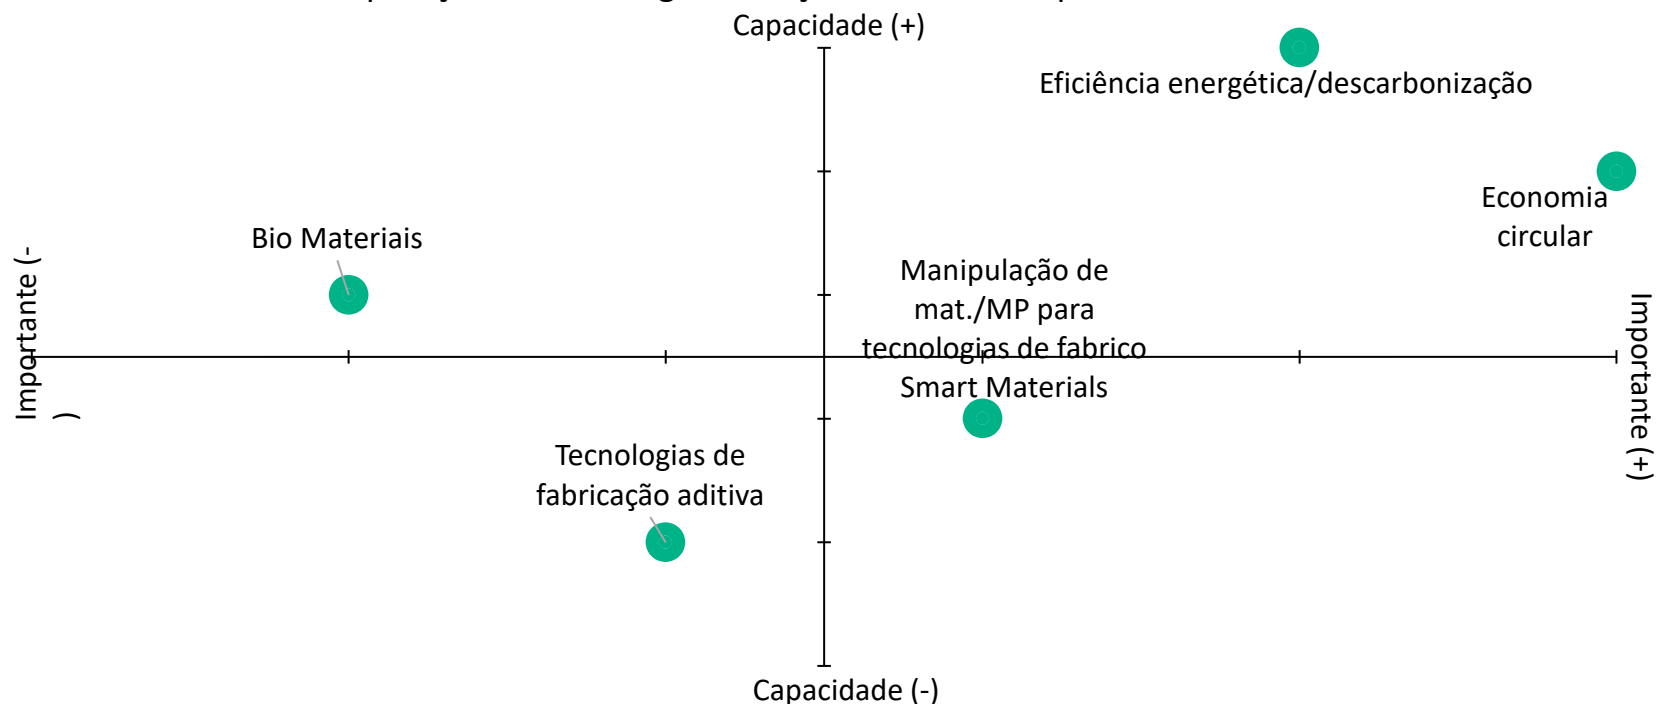 Capacidade (+)
Eficiência energética/descarbonização
Economia
circular
Bio Materiais
Manipulação de
mat./MP para
tecnologias de fabrico
Smart Materials
Importante (-
)
Importante (+)
Tecnologias de
fabricação aditiva
Capacidade (-)